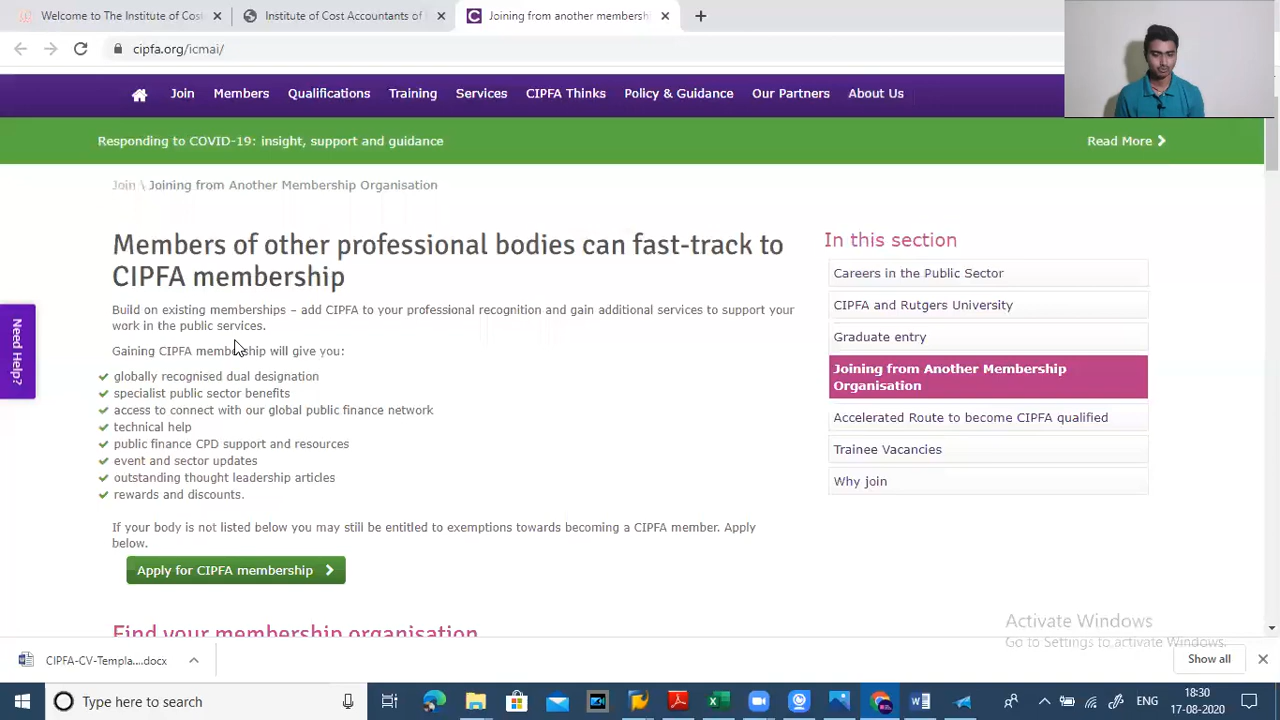 Welcome To The Institute of Cos
Institute of Cost Accountants of
Joining from another membersh
cipfa.org/icmai/
Join Members Qualifications Training Services CIPFA Thinks Policy & Guidance Our Partners About Us
Responding to COVID-19: insight, support and guidance
Read More
Join \ Joining from Another Membership Organisation
Members of other professional bodies can fast-track to
CIPFA membership
Build on existing memberships – add CIPFA to your professional recognition and gain additional services to support your
work in the public services.
Gaining CIPFA membership will give you:
globally recognised dual designation
specialist public sector benefits
access to connect with our global public finance network
technical help
public finance CPD support and resources
event and sector updates
outstanding thought leadership articles
rewards and discounts.
If your body is not listed below you may still be entitled to exemptions towards becoming a CIPFA member. Apply
below.
Apply for CIPFA membership
Find your membership organisation
In this section
Careers in the Public Sector
CIPFA and Rutgers University
Graduate entry
Joining from Another Membership
Organisation
Accelerated Route to become CIPFA qualified
Trainee Vacancies
Why join
Need Help?
Activate Windows
Go to Settings to activate Windows.
CIPFA-CV-Templa....docx
Show all
Type here to search
ENG
18:30
17-08-2020